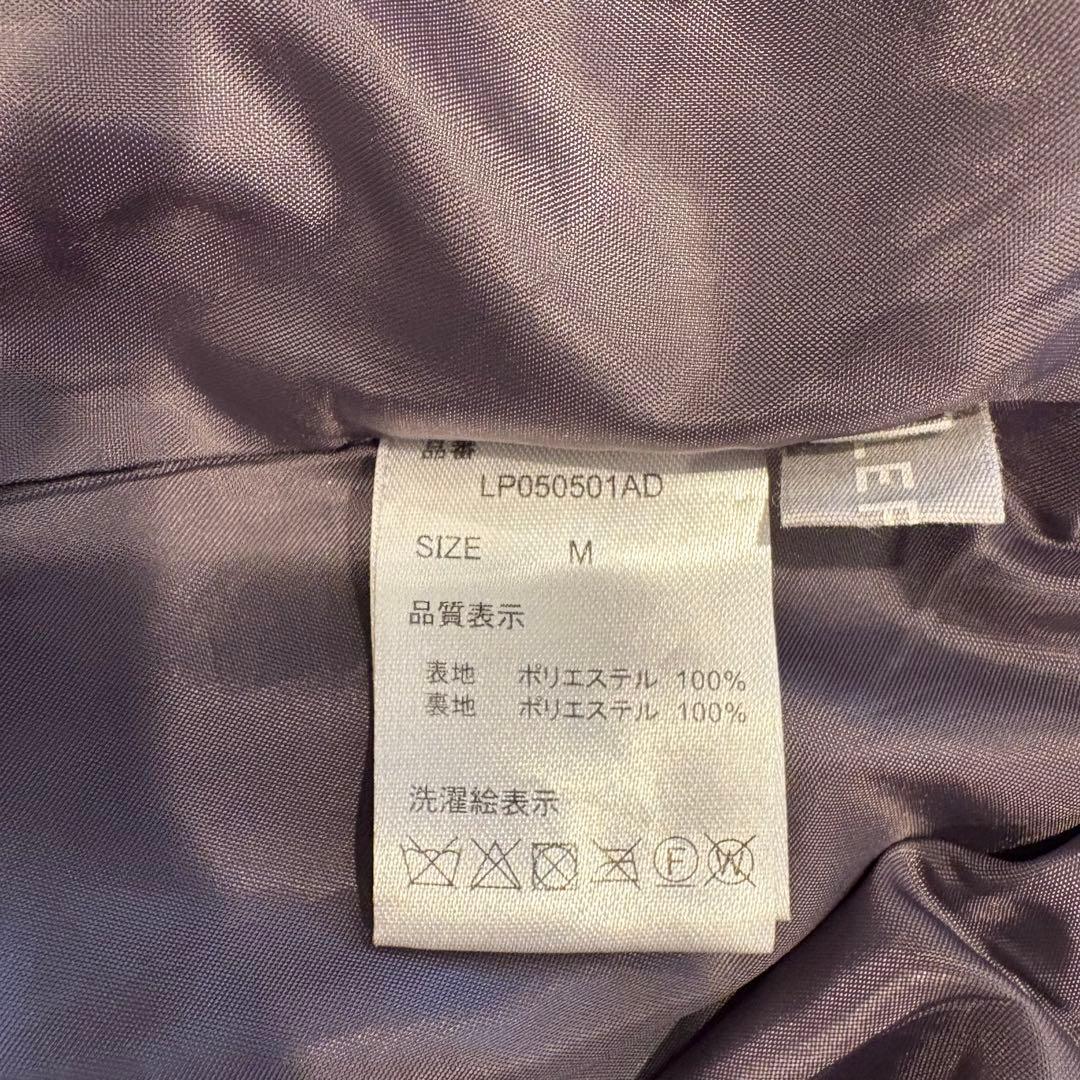 品番
LP050501AD
SIZE M
品質表示
表地 ポリエステル 100%
裏地 ポリエステル 100%
洗濯絵表示
F W